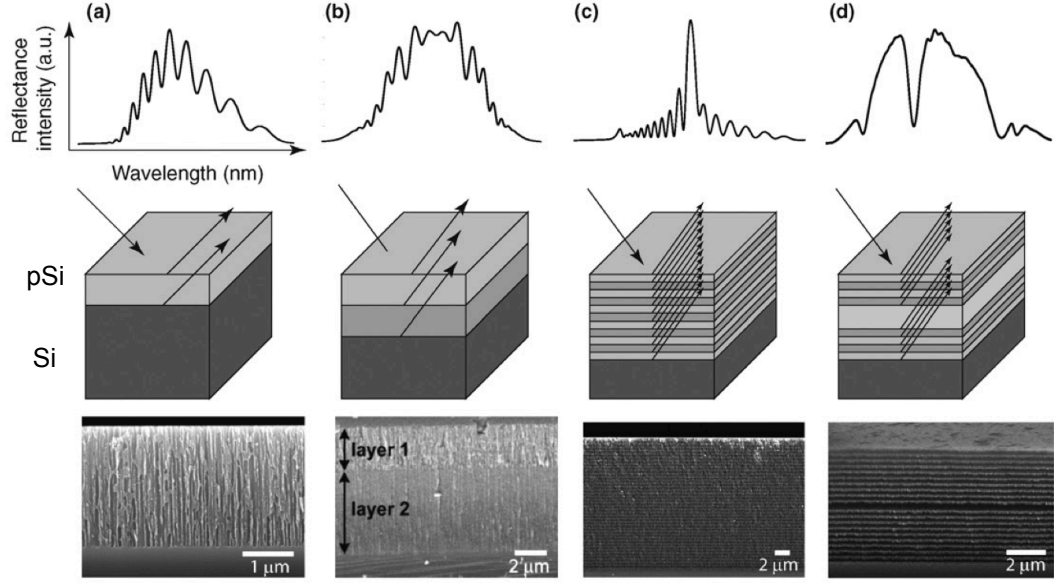 (a)
(b)
(c)
(d)
Reflectance
intensity (a.u.)
Wavelength (nm)
pSi
Si
layer 1
layer 2
1 μm
2 μm
2 μm
2 μm